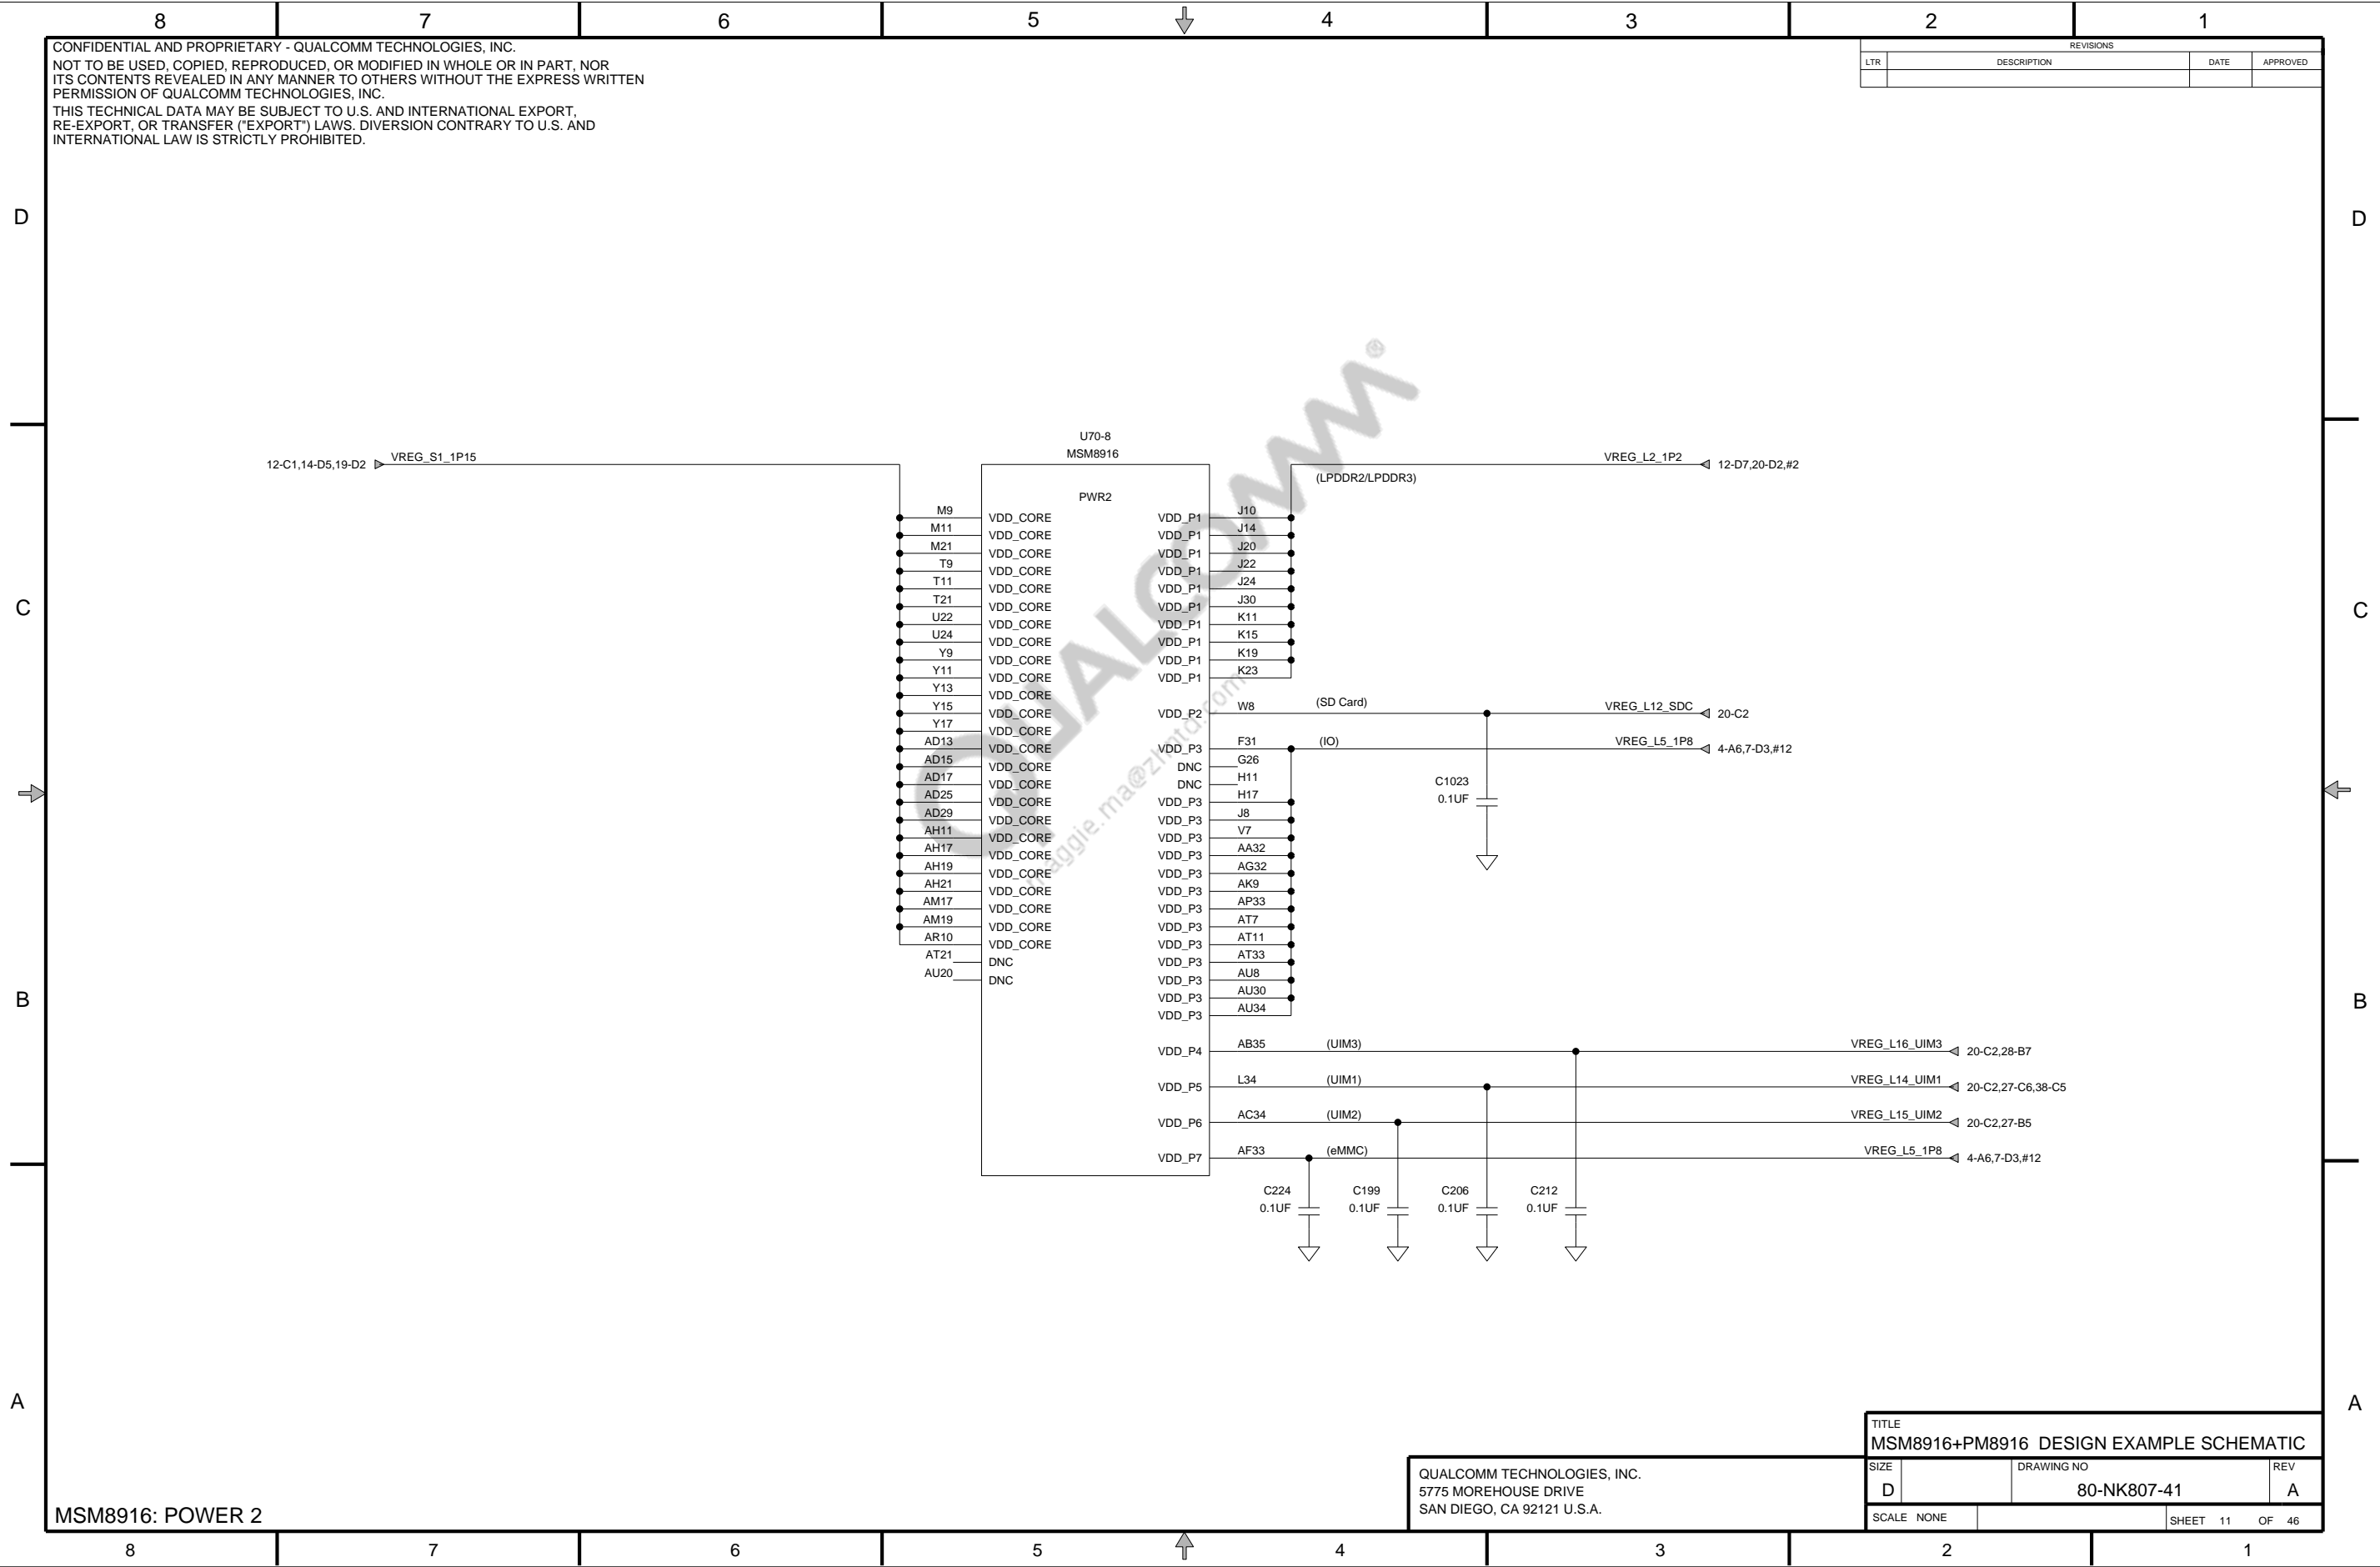 8 7 6 5 4 3 2 1
CONFIDENTIAL AND PROPRIETARY - QUALCOMM TECHNOLOGIES, INC.
NOT TO BE USED, COPIED, REPRODUCED, OR MODIFIED IN WHOLE OR IN PART, NOR
ITS CONTENTS REVEALED IN ANY MANNER TO OTHERS WITHOUT THE EXPRESS WRITTEN
PERMISSION OF QUALCOMM TECHNOLOGIES, INC.
THIS TECHNICAL DATA MAY BE SUBJECT TO U.S. AND INTERNATIONAL EXPORT,
RE-EXPORT, OR TRANSFER ("EXPORT") LAWS. DIVERSION CONTRARY TO U.S. AND
INTERNATIONAL LAW IS STRICTLY PROHIBITED.
REVISIONS
LTR DESCRIPTION DATE APPROVED
D D
U70-8
MSM8916
PWR2
12-C1,14-D5,19-D2 VREG_S1_1P15
VREG_L2_1P2 12-D7,20-D2,#2
(LPDDR2/LPDDR3)
M9 VDD_CORE VDD_P1 J10
M11 VDD_CORE VDD_P1 J14
M21 VDD_CORE VDD_P1 J20
T9 VDD_CORE VDD_P1 J22
T11 VDD_CORE VDD_P1 J24
T21 VDD_CORE VDD_P1 J30
C C
U22 VDD_CORE VDD_P1 K11
U24 VDD_CORE VDD_P1 K15
Y9 VDD_CORE VDD_P1 K19
Y11 VDD_CORE VDD_P1 K23
Y13 VDD_CORE
Y15 VDD_CORE VDD_P2 W8 (SD Card) VREG_L12_SDC 20-C2
Y17 VDD_CORE
AD13 VDD_CORE VDD_P3 F31 (IO) VREG_L5_1P8 4-A6,7-D3,#12
AD15 VDD_CORE DNC G26
AD17 VDD_CORE DNC H11
AD25 VDD_CORE VDD_P3 H17
AD29 VDD_CORE VDD_P3 J8
AH11 VDD_CORE VDD_P3 V7
AH17 VDD_CORE VDD_P3 AA32
AH19 VDD_CORE VDD_P3 AG32
AH21 VDD_CORE VDD_P3 AK9
AM17 VDD_CORE VDD_P3 AP33
AM19 VDD_CORE VDD_P3 AT7
AR10 VDD_CORE VDD_P3 AT11
AT21 DNC VDD_P3 AT33
AU20 DNC VDD_P3 AU8
VDD_P3 AU30
VDD_P3 AU34
C1023
0.1UF
B B
VDD_P4 AB35 (UIM3) VREG_L16_UIM3 20-C2,28-B7
VDD_P5 L34 (UIM1) VREG_L14_UIM1 20-C2,27-C6,38-C5
VDD_P6 AC34 (UIM2) VREG_L15_UIM2 20-C2,27-B5
VDD_P7 AF33 (eMMC) VREG_L5_1P8 4-A6,7-D3,#12
C224 C199 C206 C212
0.1UF 0.1UF 0.1UF 0.1UF
QUALCOMM®
maggie.ma@zhmtd.com
A A
TITLE
MSM8916+PM8916 DESIGN EXAMPLE SCHEMATIC
QUALCOMM TECHNOLOGIES, INC.
5775 MOREHOUSE DRIVE
SAN DIEGO, CA 92121 U.S.A.
SIZE DRAWING NO REV
D 80-NK807-41 A
SCALE NONE SHEET 11 OF 46
MSM8916: POWER 2
8 7 6 5 4 3 2 1